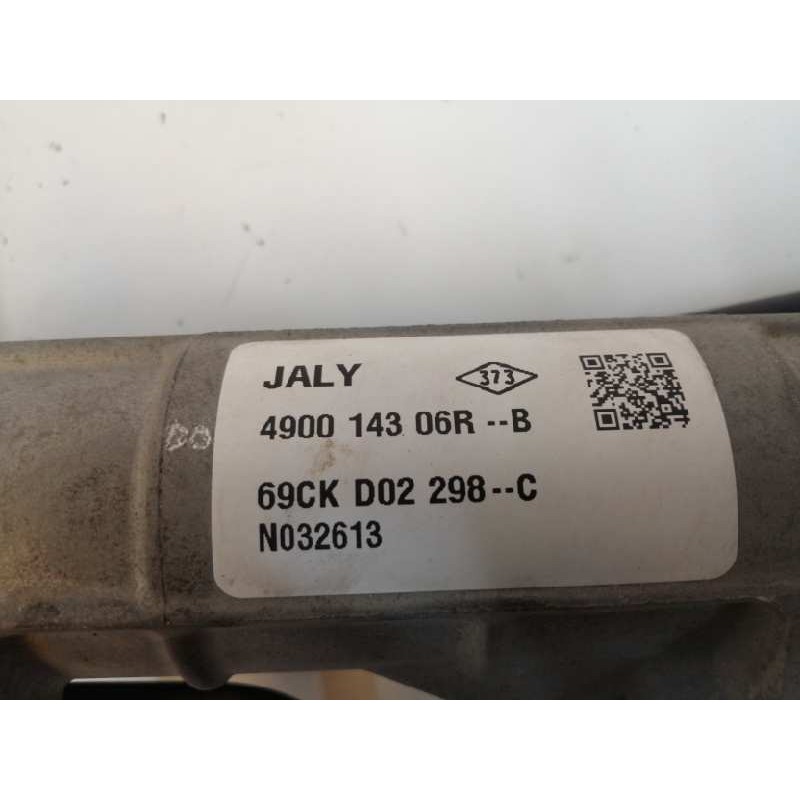 JALY 373
4900 143 06R --B
69CK D02 298--C
N032613